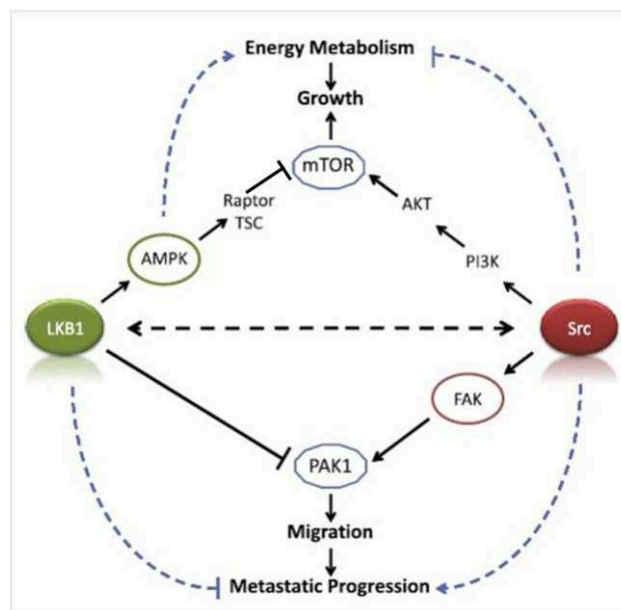 Energy Metabolism
Growth
mTOR
Raptor
TSC
AKT
AMPK
PI3K
LKB1
Src
FAK
PAK1
Migration
Metastatic Progression